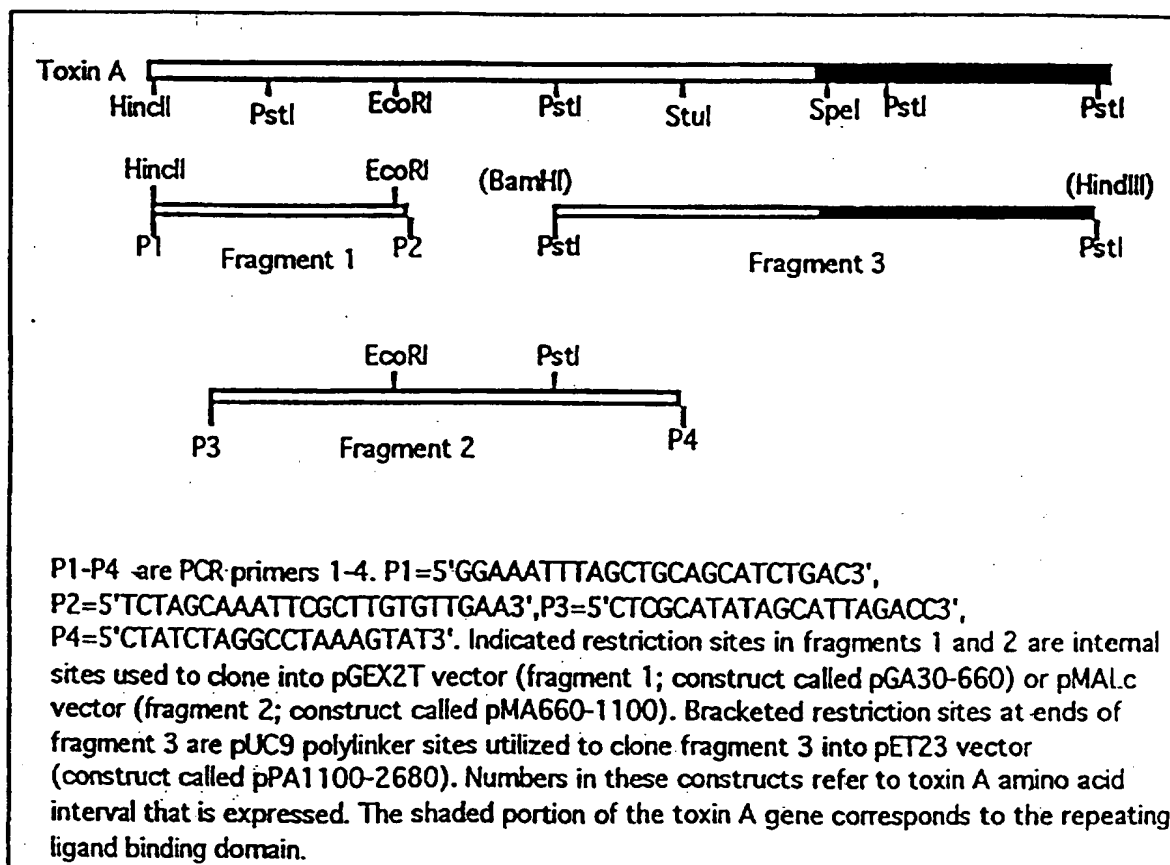 Toxin A
HincII PstI EcoRI PstI StuI SpeI PstI PstI
HincII EcoRI (BamHI) (HindIII)
P1 Fragment 1 P2 PstI Fragment 3 PstI
EcoRI PstI
P3 Fragment 2 P4
P1-P4 are PCR primers 1-4. P1=5'GGAAATTTAGCTGCAGCATCTGAC3',
P2=5'TCTAGCAAATTCGCTTGTGTTGAA3',P3=5'CTCGCATATAGCATTAGACC3',
P4=5'CTATCTAGGCCTAAAGTAT3'. Indicated restriction sites in fragments 1 and 2 are internal
sites used to clone into pGEX2T vector (fragment 1; construct called pGA30-660) or pMALc
vector (fragment 2; construct called pMA660-1100). Bracketed restriction sites at ends of
fragment 3 are pUC9 polylinker sites utilized to clone fragment 3 into pET23 vector
(construct called pPA1100-2680). Numbers in these constructs refer to toxin A amino acid
interval that is expressed. The shaded portion of the toxin A gene corresponds to the repeating
ligand binding domain.